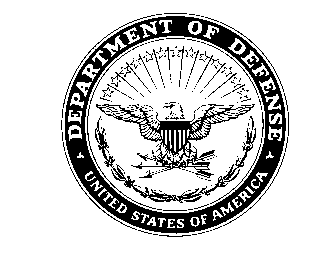 DEPARTMENT OF DEFENSE
UNITED STATES OF AMERICA